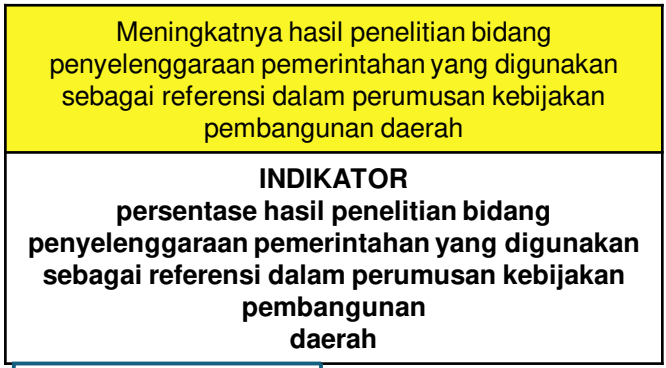 Meningkatnya hasil penelitian bidang
penyelenggaraan pemerintahan yang digunakan
sebagai referensi dalam perumusan kebijakan
pembangunan daerah
INDIKATOR
persentase hasil penelitian bidang
penyelenggaraan pemerintahan yang digunakan
sebagai referensi dalam perumusan kebijakan
pembangunan
daerah